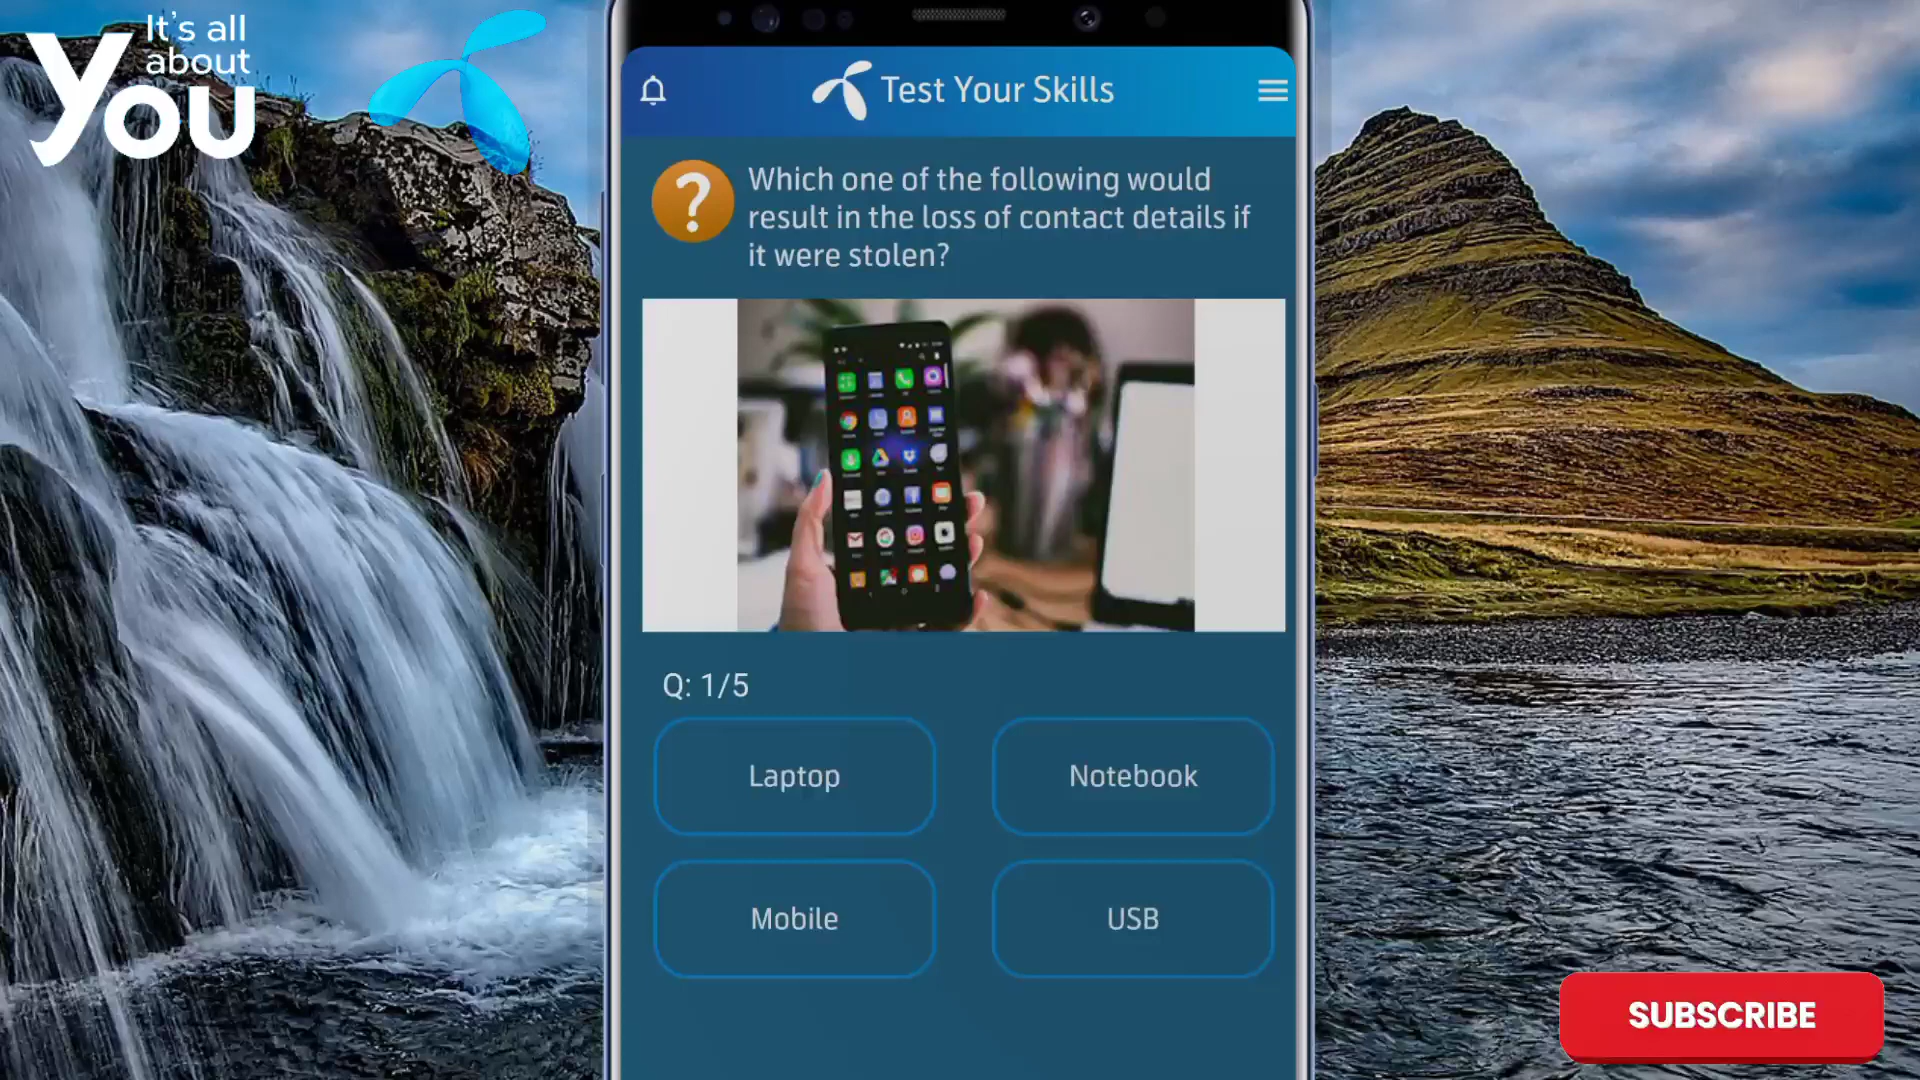 It's all
about
You
Test Your Skills
?
Which one of the following would
result in the loss of contact details if
it were stolen?
Q: 1/5
Laptop
Notebook
Mobile
USB
SUBSCRIBE